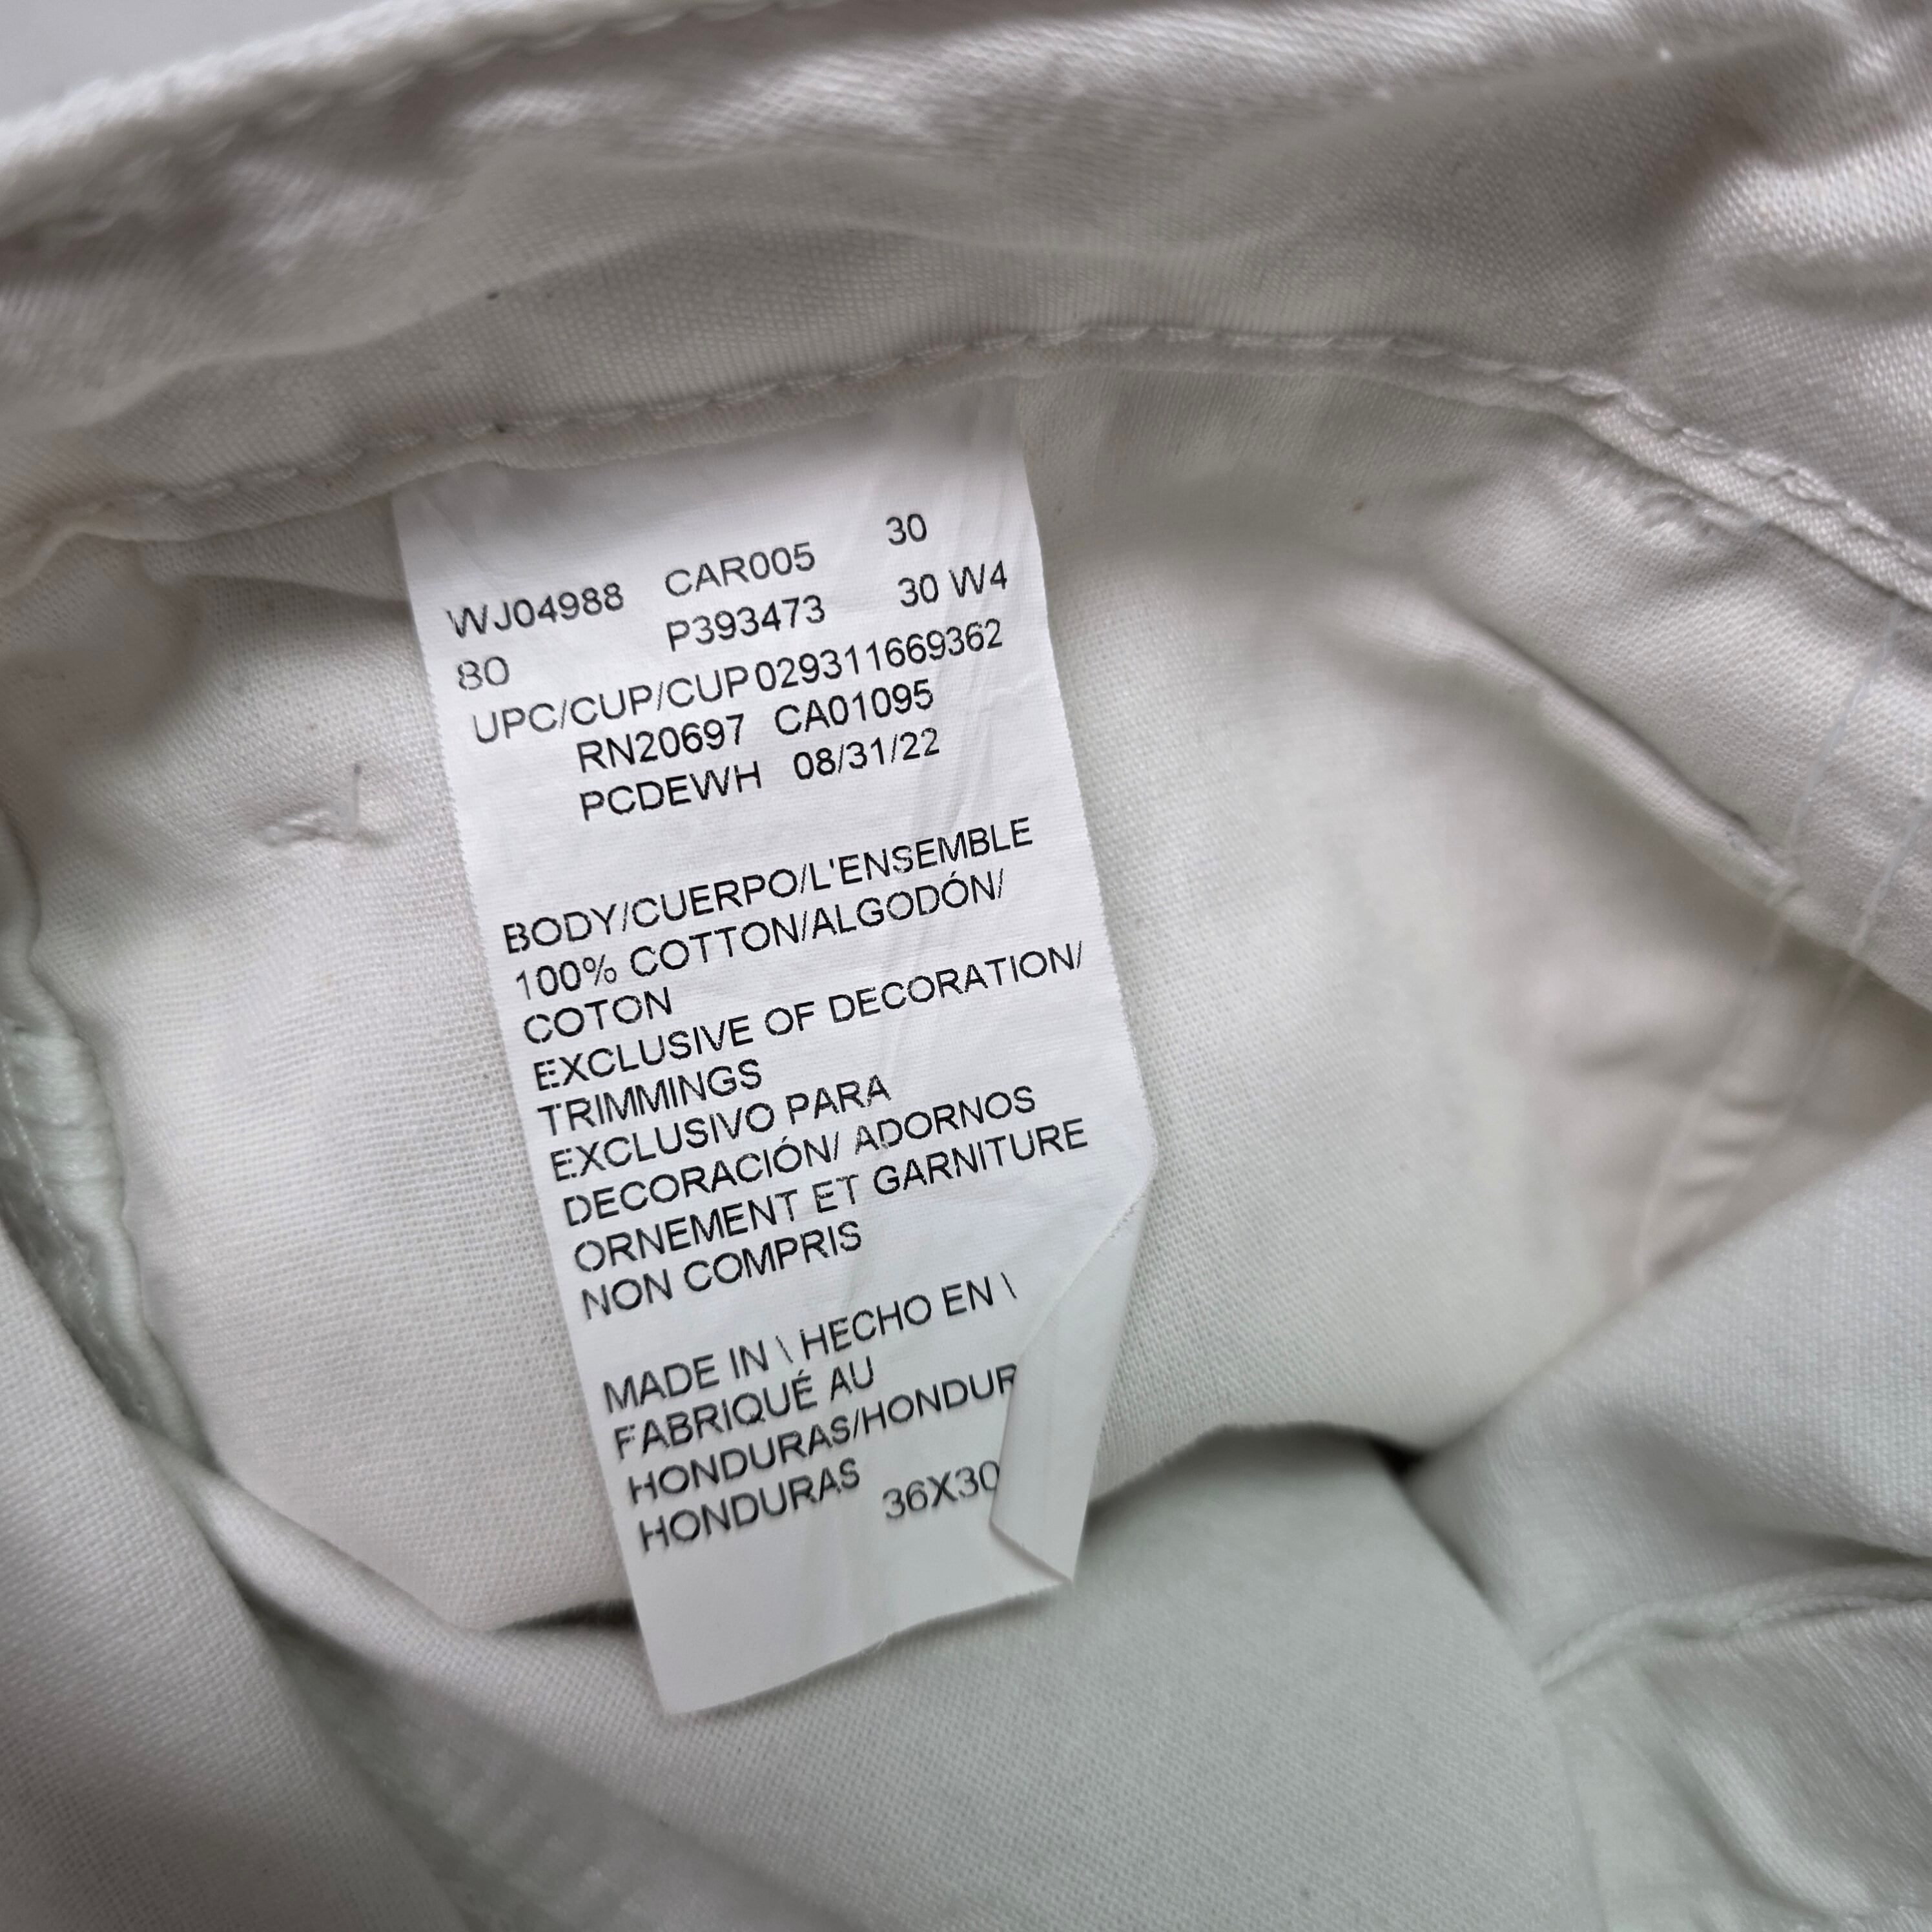 30
WJ04988 CAR005
80 P393473 30 W4
UPC/CUP/CUP029311669362
RN20697 CA01095
PCDEWH 08/31/22
BODY/CUERPO/L'ENSEMBLE
100% COTTON/ALGODÓN/
COTON
EXCLUSIVE OF DECORATION/
TRIMMINGS
EXCLUSIVO PARA
DECORACIÓN/ ADORNOS
ORNEMENT ET GARNITURE
NON COMPRIS
MADE IN \ HECHO EN \
FABRIQUÉ AU
HONDURAS/HONDUR
HONDURAS
36X30